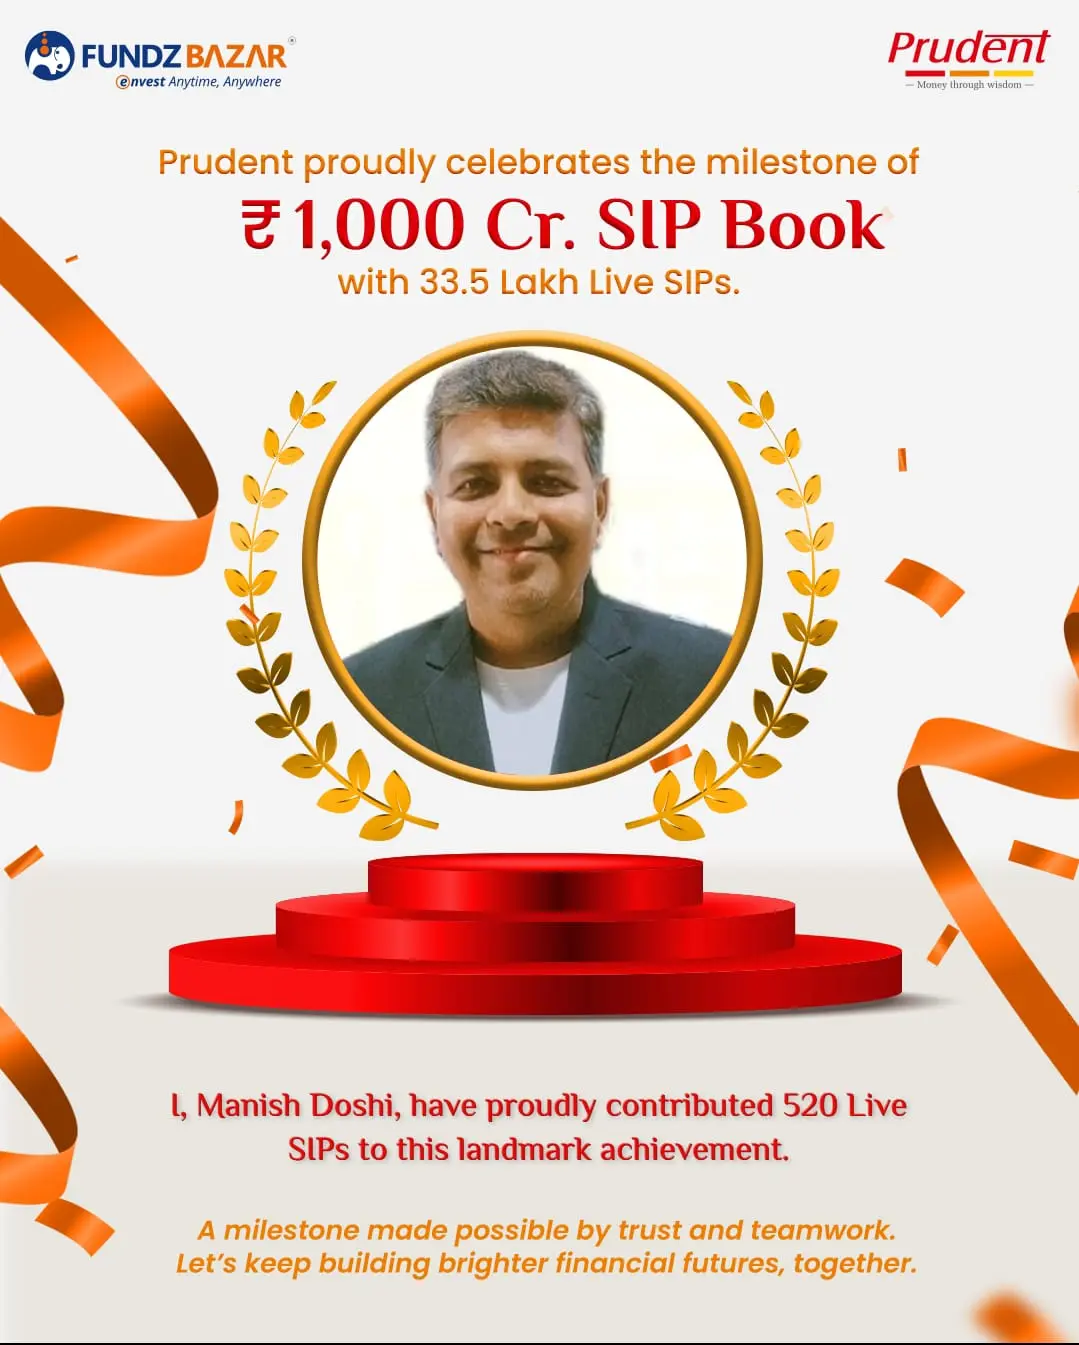 FUNDZBAZAR®
envest Anytime, Anywhere
Prudent
— Money through wisdom —
Prudent proudly celebrates the milestone of
₹ 1,000 Cr. SIP Book
with 33.5 Lakh Live SIPs.
I, Manish Doshi, have proudly contributed 520 Live
SIPs to this landmark achievement.
A milestone made possible by trust and teamwork.
Let's keep building brighter financial futures, together.